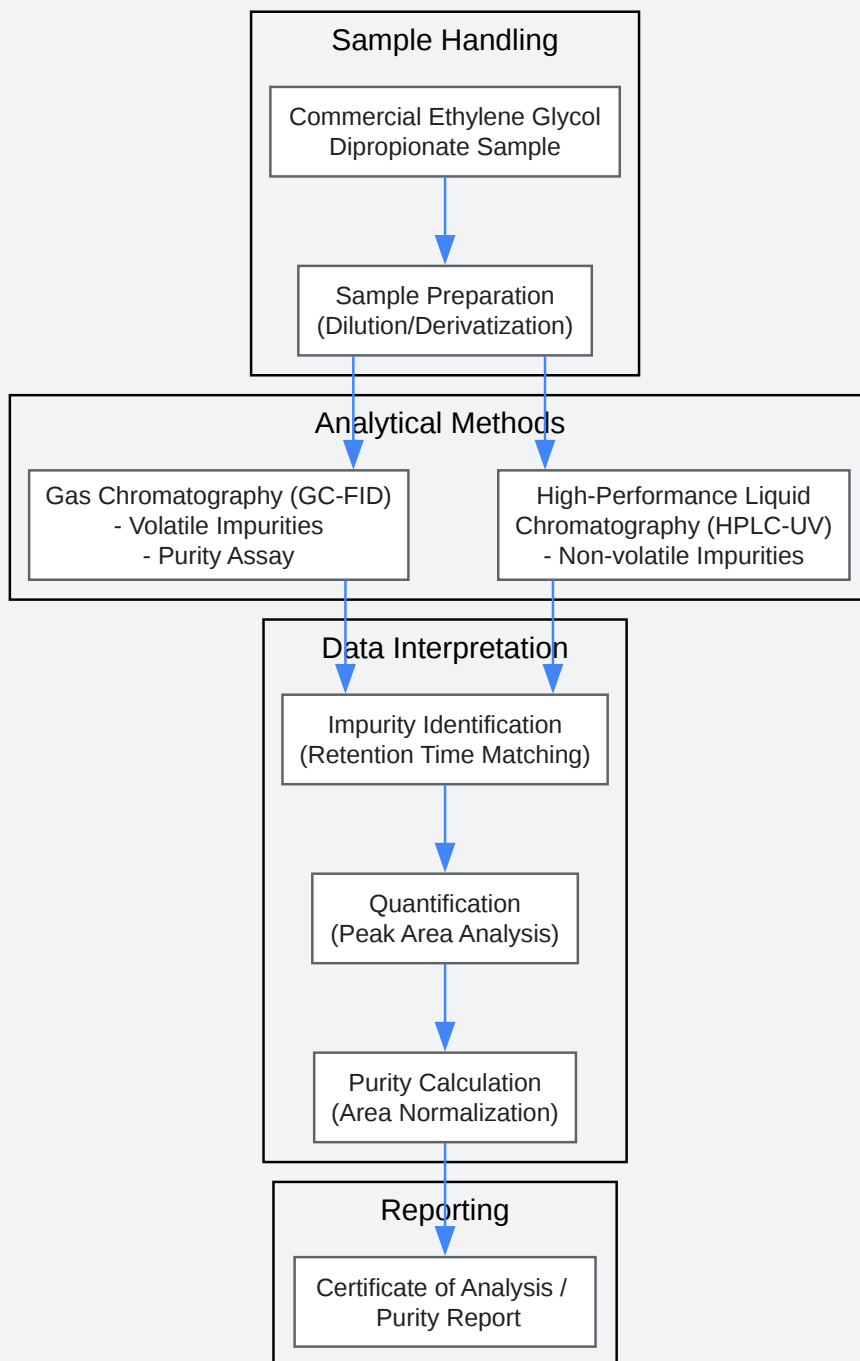 Sample Handling
Commercial Ethylene Glycol
Dipropionate Sample
Sample Preparation
(Dilution/Derivatization)
Analytical Methods
Gas Chromatography (GC-FID)
- Volatile Impurities
- Purity Assay
High-Performance Liquid
Chromatography (HPLC-UV)
- Non-volatile Impurities
Data Interpretation
Impurity Identification
(Retention Time Matching)
Quantification
(Peak Area Analysis)
Purity Calculation
(Area Normalization)
Reporting
Certificate of Analysis /
Purity Report